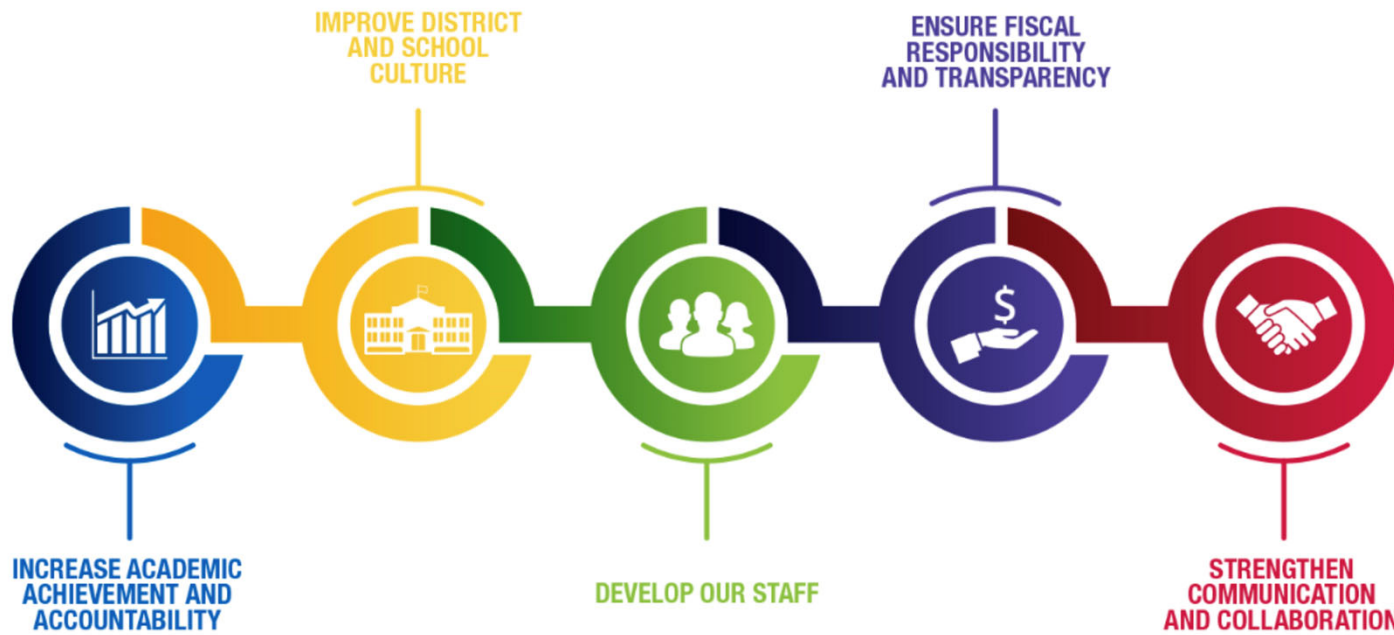 IMPROVE DISTRICT
AND SCHOOL
CULTURE
ENSURE FISCAL
RESPONSIBILITY
AND TRANSPARENCY
$
INCREASE ACADEMIC
ACHIEVEMENT AND
ACCOUNTABILITY
DEVELOP OUR STAFF
STRENGTHEN
COMMUNICATION
AND COLLABORATION